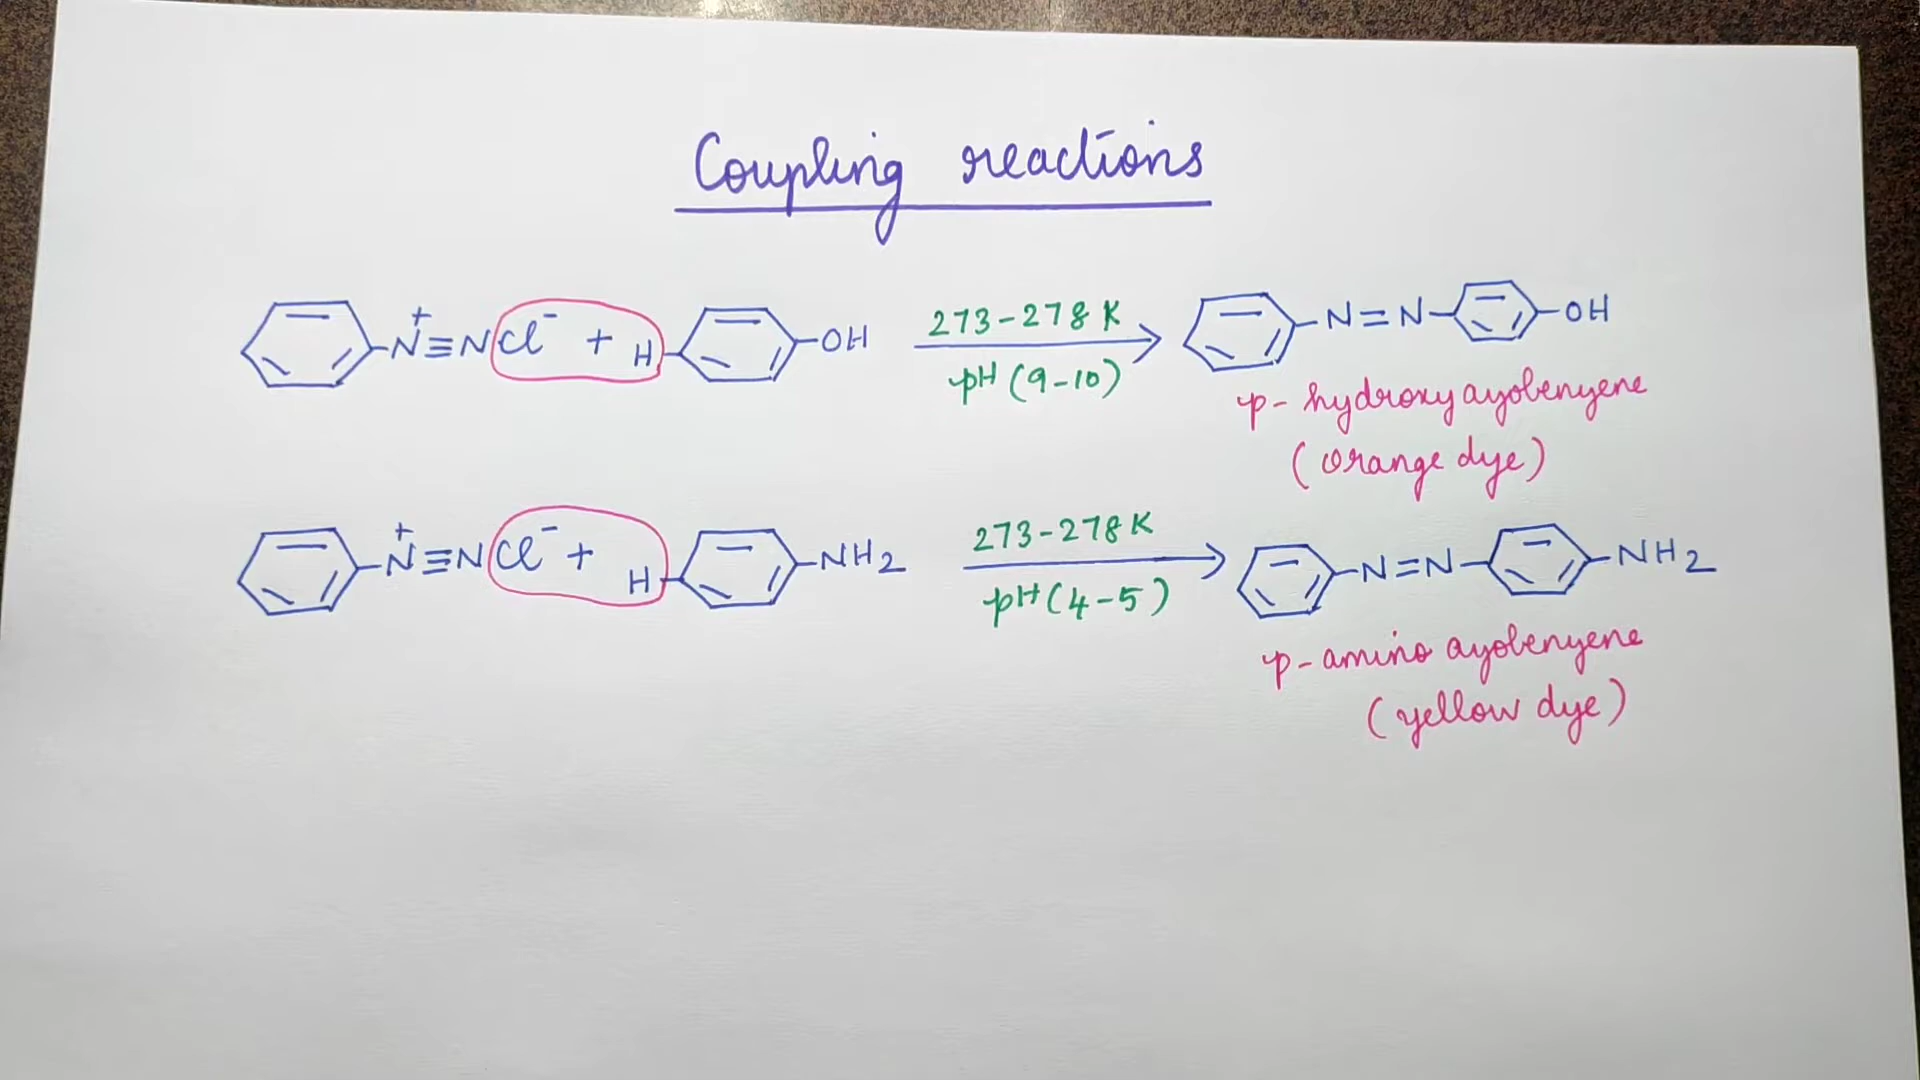 Coupling reactions
N⁺≡NCl⁻ + H OH 273-278 K pH (9-10) N=N OH
p- hydroxy azobenzene
(orange dye)
N⁺≡NCl⁻ + H NH2 273-278 K pH (4-5) N=N NH2
p- amino azobenzene
(yellow dye)